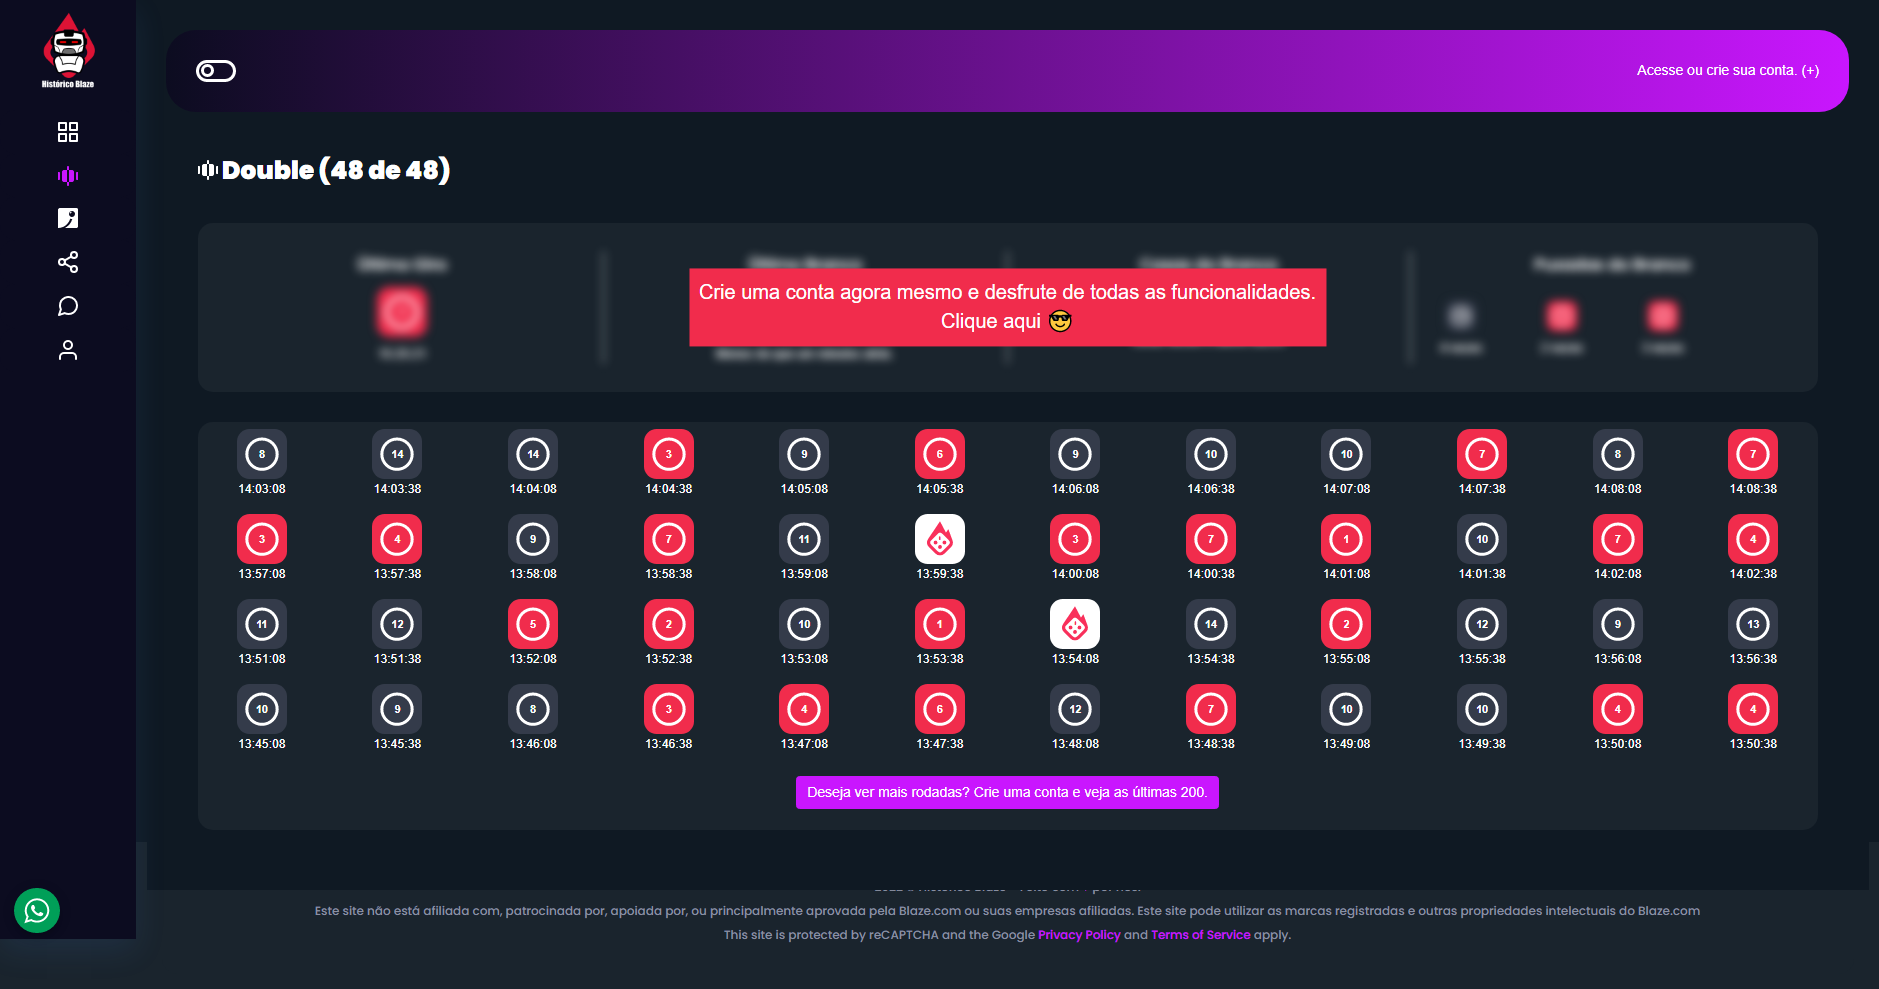 Histórico Blaze
Acesse ou crie sua conta. (+)
Double (48 de 48)
Último Giro
Último Branco
Casas do Branco
Puxadas do Branco
Crie uma conta agora mesmo e desfrute de todas as funcionalidades.
Clique aqui 😎
8 14 14 3 9 6 9 10 10 7 8 7
14:03:08 14:03:38 14:04:08 14:04:38 14:05:08 14:05:38 14:06:08 14:06:38 14:07:08 14:07:38 14:08:08 14:08:38
3 4 9 7 11 3 7 1 10 7 4
13:57:08 13:57:38 13:58:08 13:58:38 13:59:08 13:59:38 14:00:08 14:00:38 14:01:08 14:01:38 14:02:08 14:02:38
11 12 5 2 10 1 14 2 12 9 13
13:51:08 13:51:38 13:52:08 13:52:38 13:53:08 13:53:38 13:54:08 13:54:38 13:55:08 13:55:38 13:56:08 13:56:38
10 9 8 3 4 6 12 7 10 10 4 4
13:45:08 13:45:38 13:46:08 13:46:38 13:47:08 13:47:38 13:48:08 13:48:38 13:49:08 13:49:38 13:50:08 13:50:38
Deseja ver mais rodadas? Crie uma conta e veja as últimas 200.
Este site não está afiliada com, patrocinada por, apoiada por, ou principalmente aprovada pela Blaze.com ou suas empresas afiliadas. Este site pode utilizar as marcas registradas e outras propriedades intelectuais do Blaze.com
This site is protected by reCAPTCHA and the Google Privacy Policy and Terms of Service apply.